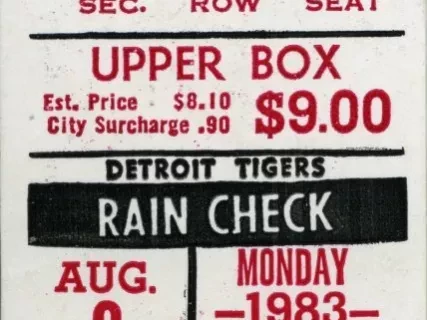 SEC. ROW SEAT
UPPER BOX
Est. Price $8.10
City Surcharge .90
$9.00
DETROIT TIGERS
RAIN CHECK
AUG.
MONDAY
–1983–